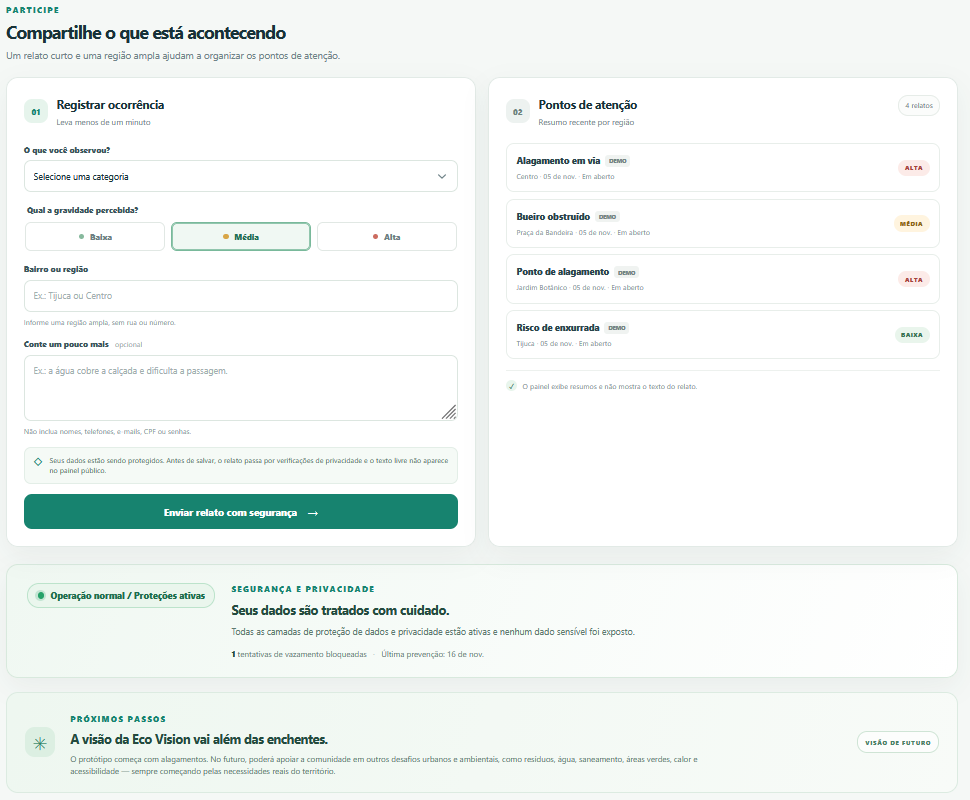 PARTICIPE
Compartilhe o que está acontecendo
Um relato curto e uma região ampla ajudam a organizar os pontos de atenção.
01
Registrar ocorrência
Leva menos de um minuto
O que você observou?
Selecione uma categoria
Qual a gravidade percebida?
Baixa
Média
Alta
Bairro ou região
Ex.: Tijuca ou Centro
Informe uma região ampla, sem rua ou número.
Conte um pouco mais opcional
Ex.: a água cobre a calçada e dificulta a passagem.
Não inclua nomes, telefones, e-mails, CPF ou senhas.
Seus dados estão sendo protegidos. Antes de salvar, o relato passa por verificações de privacidade e o texto livre não aparece
no painel público.
Enviar relato com segurança →
02
Pontos de atenção
Resumo recente por região
4 relatos
Alagamento em via DEMO
Centro · 05 de nov. · Em aberto
ALTA
Bueiro obstruído DEMO
Praça da Bandeira · 05 de nov. · Em aberto
MÉDIA
Ponto de alagamento DEMO
Jardim Botânico · 05 de nov. · Em aberto
ALTA
Risco de enxurrada DEMO
Tijuca · 05 de nov. · Em aberto
BAIXA
✓ O painel exibe resumos e não mostra o texto do relato.
Operação normal / Proteções ativas
SEGURANÇA E PRIVACIDADE
Seus dados são tratados com cuidado.
Todas as camadas de proteção de dados e privacidade estão ativas e nenhum dado sensível foi exposto.
1 tentativas de vazamento bloqueadas · Última prevenção: 16 de nov.
PRÓXIMOS PASSOS
A visão da Eco Vision vai além das enchentes.
O protótipo começa com alagamentos. No futuro, poderá apoiar a comunidade em outros desafios urbanos e ambientais, como resíduos, água, saneamento, áreas verdes, calor e
acessibilidade — sempre começando pelas necessidades reais do território.
VISÃO DE FUTURO